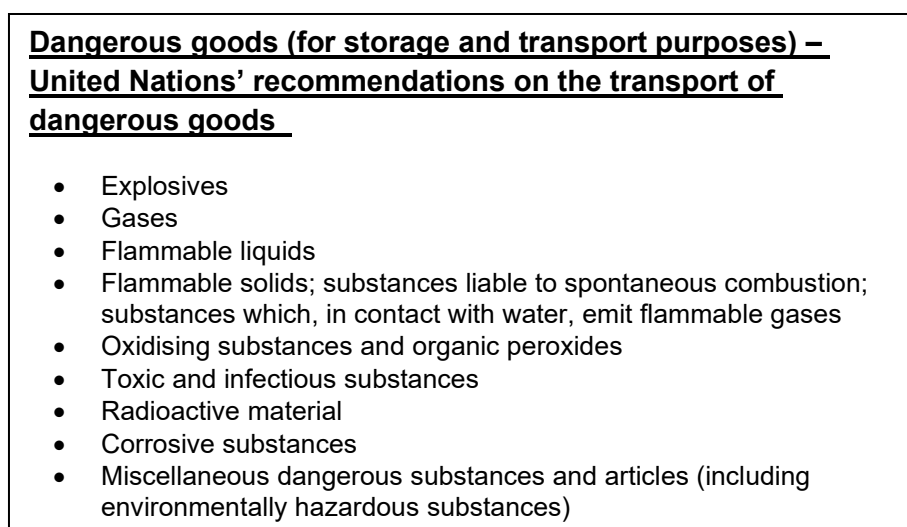 Dangerous goods (for storage and transport purposes) –
United Nations’ recommendations on the transport of
dangerous goods
• Explosives
• Gases
• Flammable liquids
• Flammable solids; substances liable to spontaneous combustion;
substances which, in contact with water, emit flammable gases
• Oxidising substances and organic peroxides
• Toxic and infectious substances
• Radioactive material
• Corrosive substances
• Miscellaneous dangerous substances and articles (including
environmentally hazardous substances)